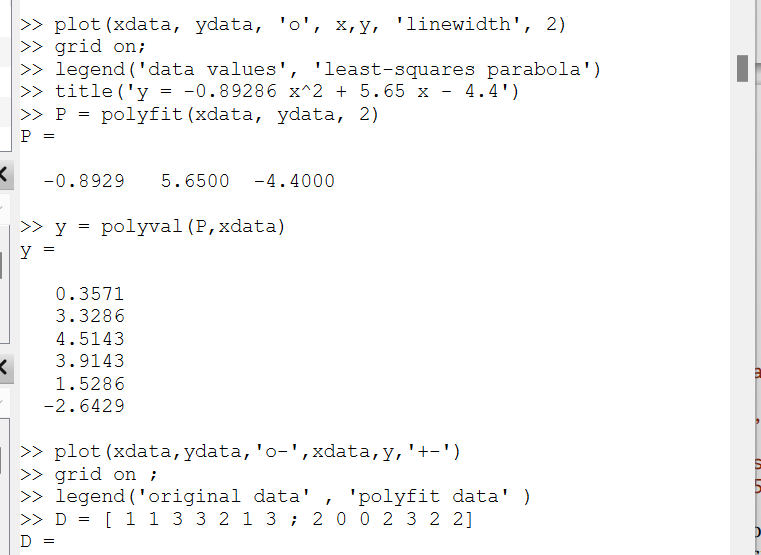 >> plot(xdata, ydata, 'o', x,y, 'linewidth', 2)
>> grid on;
>> legend('data values', 'least-squares parabola')
>> title('y = -0.89286 x^2 + 5.65 x - 4.4')
>> P = polyfit(xdata, ydata, 2)
P =
-0.8929 5.6500 -4.4000
>> y = polyval(P,xdata)
y =
0.3571
3.3286
4.5143
3.9143
1.5286
-2.6429
>> plot(xdata,ydata,'o-',xdata,y,'+-')
>> grid on ;
>> legend('original data' , 'polyfit data' )
>> D = [ 1 1 3 3 2 1 3 ; 2 0 0 2 3 2 2]
D =